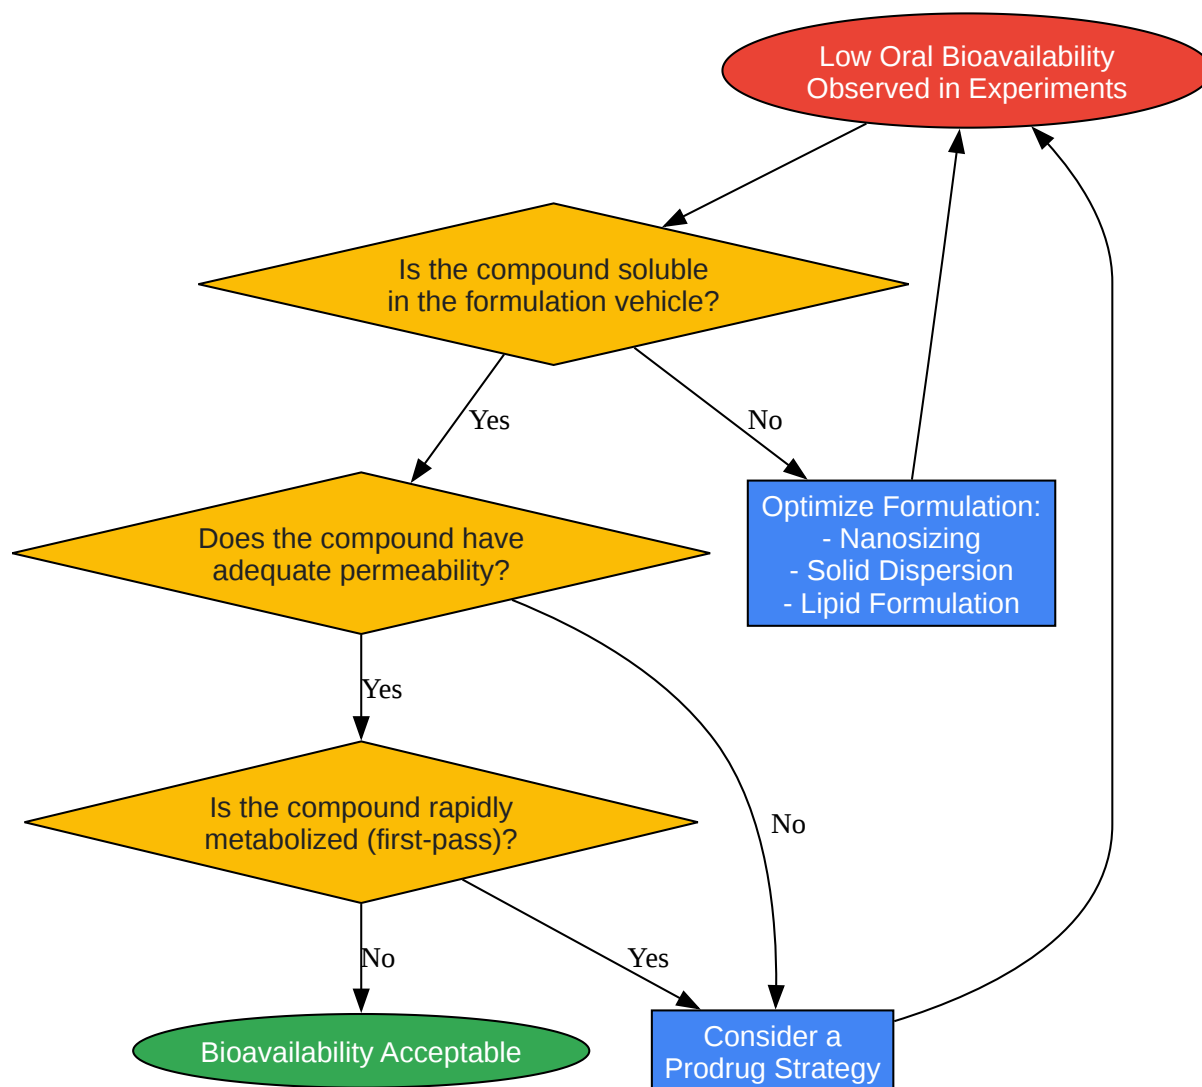 Low Oral Bioavailability
Observed in Experiments
Is the compound soluble
in the formulation vehicle?
Yes
No
Does the compound have
adequate permeability?
Optimize Formulation:
- Nanosizing
- Solid Dispersion
- Lipid Formulation
Yes
Is the compound rapidly
metabolized (first-pass)?
No
No
Yes
Bioavailability Acceptable
Consider a
Prodrug Strategy